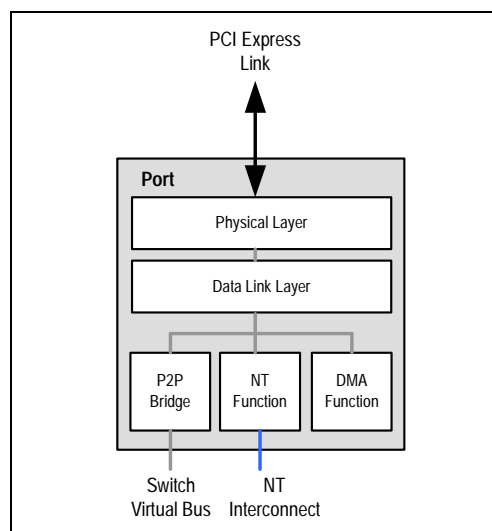 PCI Express
Link
Port
Physical Layer
Data Link Layer
P2P
Bridge
NT
Function
DMA
Function
Switch
Virtual Bus
NT
Interconnect